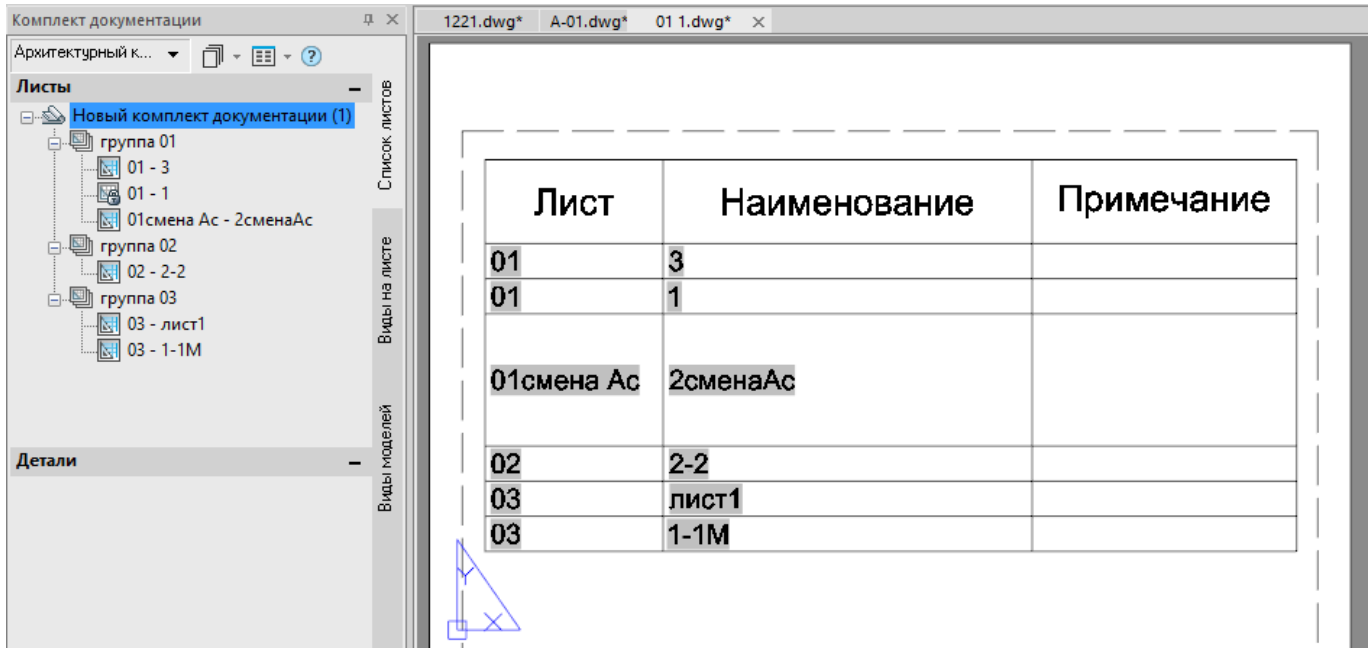 Комплект документации
1221.dwg* A-01.dwg* 01 1.dwg*
Архитектурный к...
Листы
Новый комплект документации (1)
группа 01
01 - 3
01 - 1
01смена Ас - 2сменаАс
группа 02
02 - 2-2
группа 03
03 - лист1
03 - 1-1М
Детали
Список листов
Виды на листе
Виды моделей
Лист Наименование Примечание
01 3
01 1
01смена Ас 2сменаАс
02 2-2
03 лист1
03 1-1М
Y
X